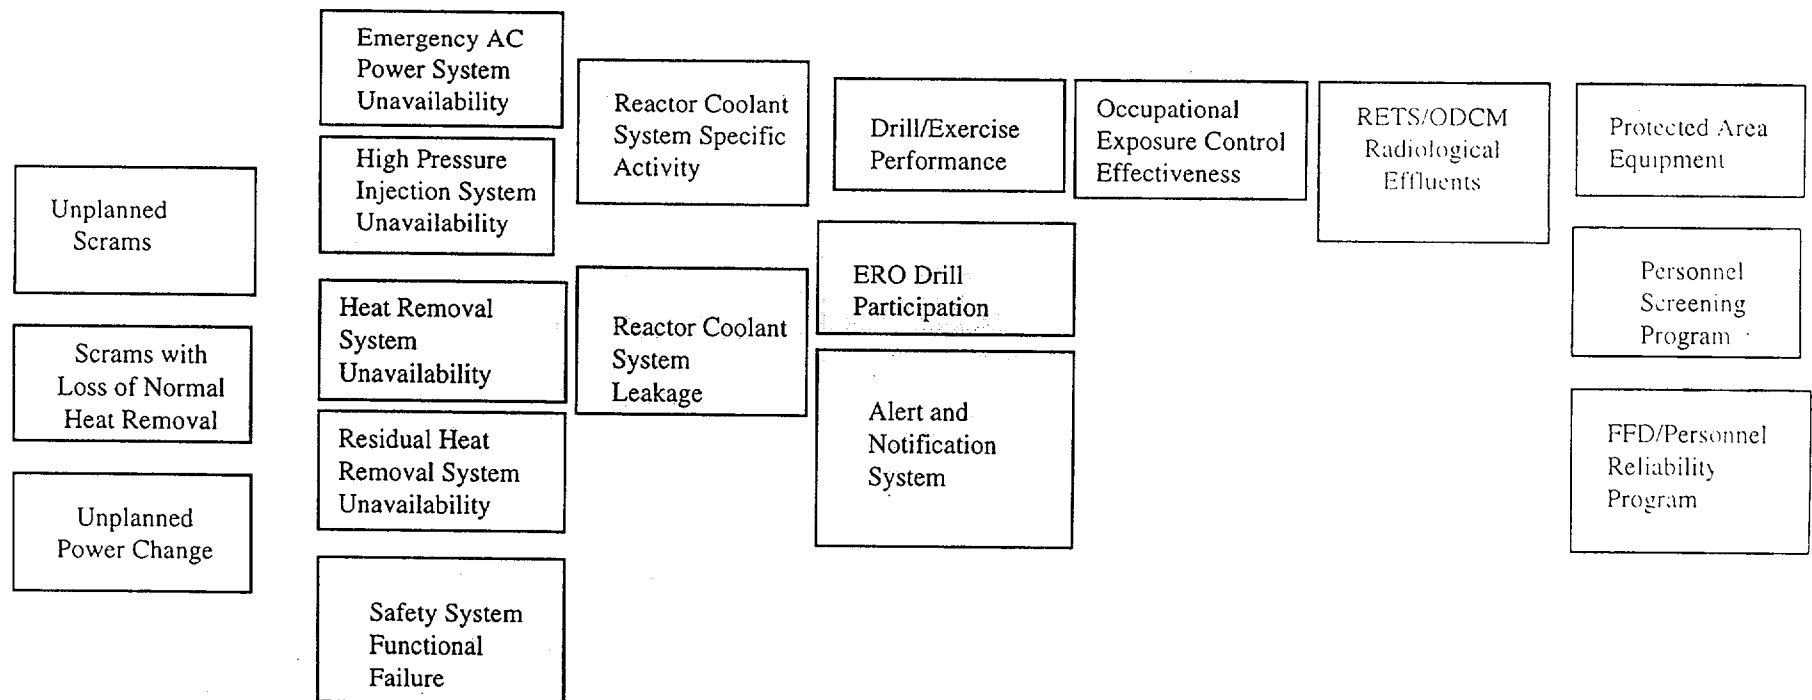 Unplanned
Scrams
Scrams with
Loss of Normal
Heat Removal
Unplanned
Power Change
Emergency AC
Power System
Unavailability
High Pressure
Injection System
Unavailability
Heat Removal
System
Unavailability
Residual Heat
Removal System
Unavailability
Safety System
Functional
Failure
Reactor Coolant
System Specific
Activity
Reactor Coolant
System
Leakage
Drill/Exercise
Performance
ERO Drill
Participation
Alert and
Notification
System
Occupational
Exposure Control
Effectiveness
RETS/ODCM
Radiological
Effluents
Protected Area
Equipment
Personnel
Screening
Program
FFD/Personnel
Reliability
Program